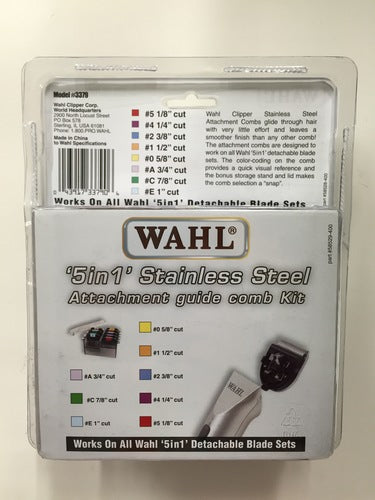 Model #3379
Wahl Clipper Corp.
World Headquarters
2900 North Locust Street
PO Box 578
Sterling, IL USA 61081
Phone: 1.800.PRO.WAHL
Made in China
to Wahl Specifications
#5 1/8" cut
#4 1/4" cut
#2 3/8" cut
#1 1/2" cut
#0 5/8" cut
#A 3/4" cut
#C 7/8" cut
#E 1" cut
Wahl Clipper Stainless Steel
Attachment Combs glide through hair
with very little effort and leaves a
smoother finish than any other comb!
The attachment combs are designed to
work on all Wahl '5in1' detachable blade
sets. The color-coding on the comb
provides a quick visual reference and
the bonus storage stand and lid makes
the comb selection a "snap".
Works On All Wahl '5in1' Detachable Blade Sets
part #58929-400
WAHL®
'5in1' Stainless Steel
Attachment guide comb Kit
#0 5/8" cut
#1 1/2" cut
#A 3/4" cut
#2 3/8" cut
#C 7/8" cut
#4 1/4" cut
#E 1" cut
#5 1/8" cut
WAHL
Works On All Wahl '5in1' Detachable Blade Sets